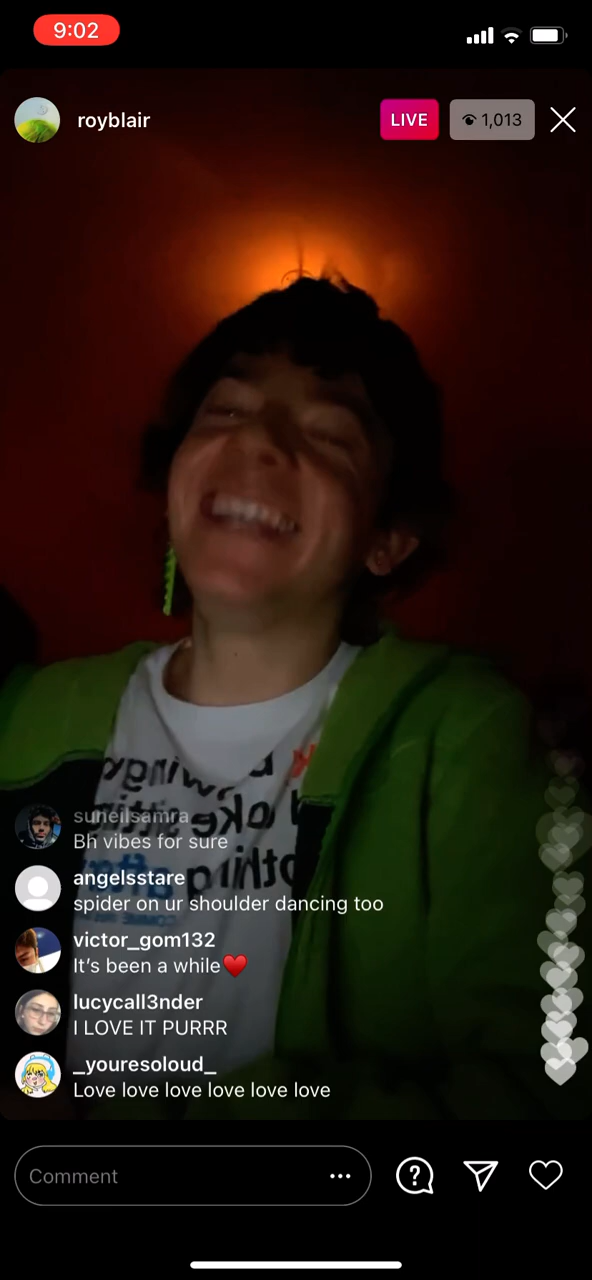 9:02
royblair
LIVE
1,013
suneilsamra
Bh vibes for sure
angelsstare
spider on ur shoulder dancing too
victor_gom132
It’s been a while❤️
lucycall3nder
I LOVE IT PURRR
_youresoloud_
Love love love love love love
Comment